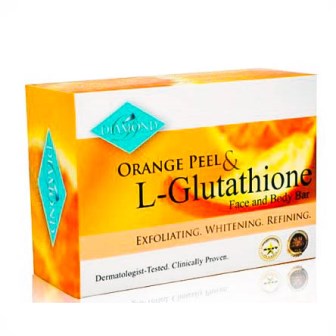 DIAMOND
DIAMOND
ORANGE PEEL &
L-Glutathione
Face and Body Bar
EXFOLIATING. WHITENING. REFINING.
Dermatologist-Tested. Clinically Proven.